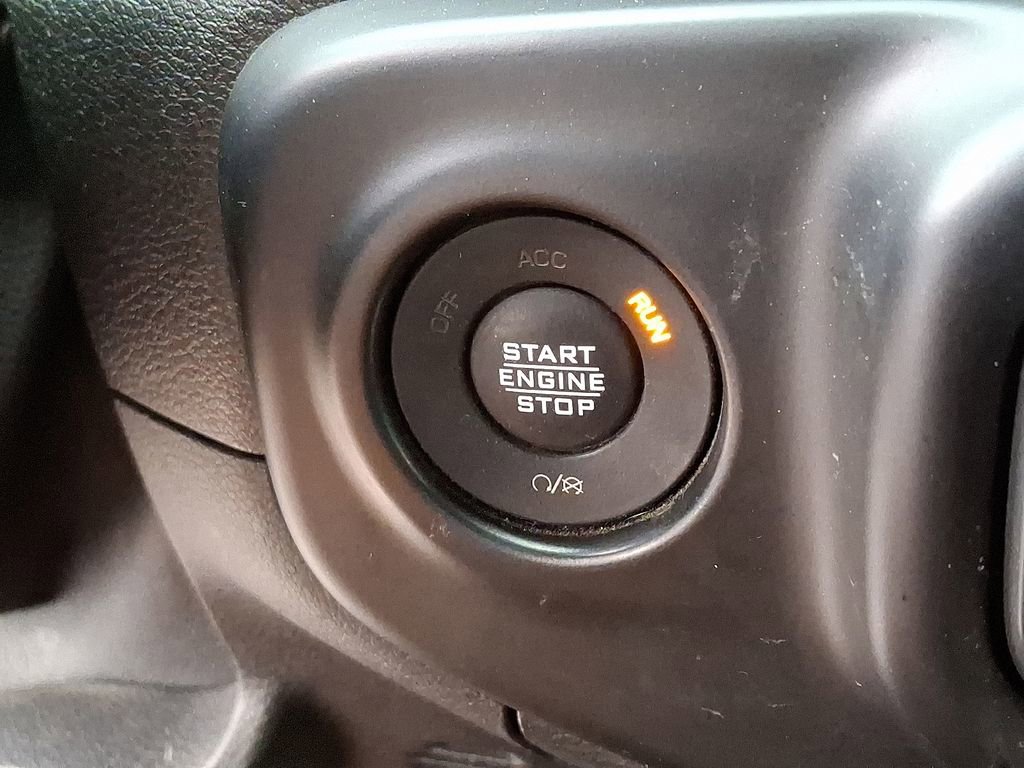 ACC
OFF
RUN
START
ENGINE
STOP